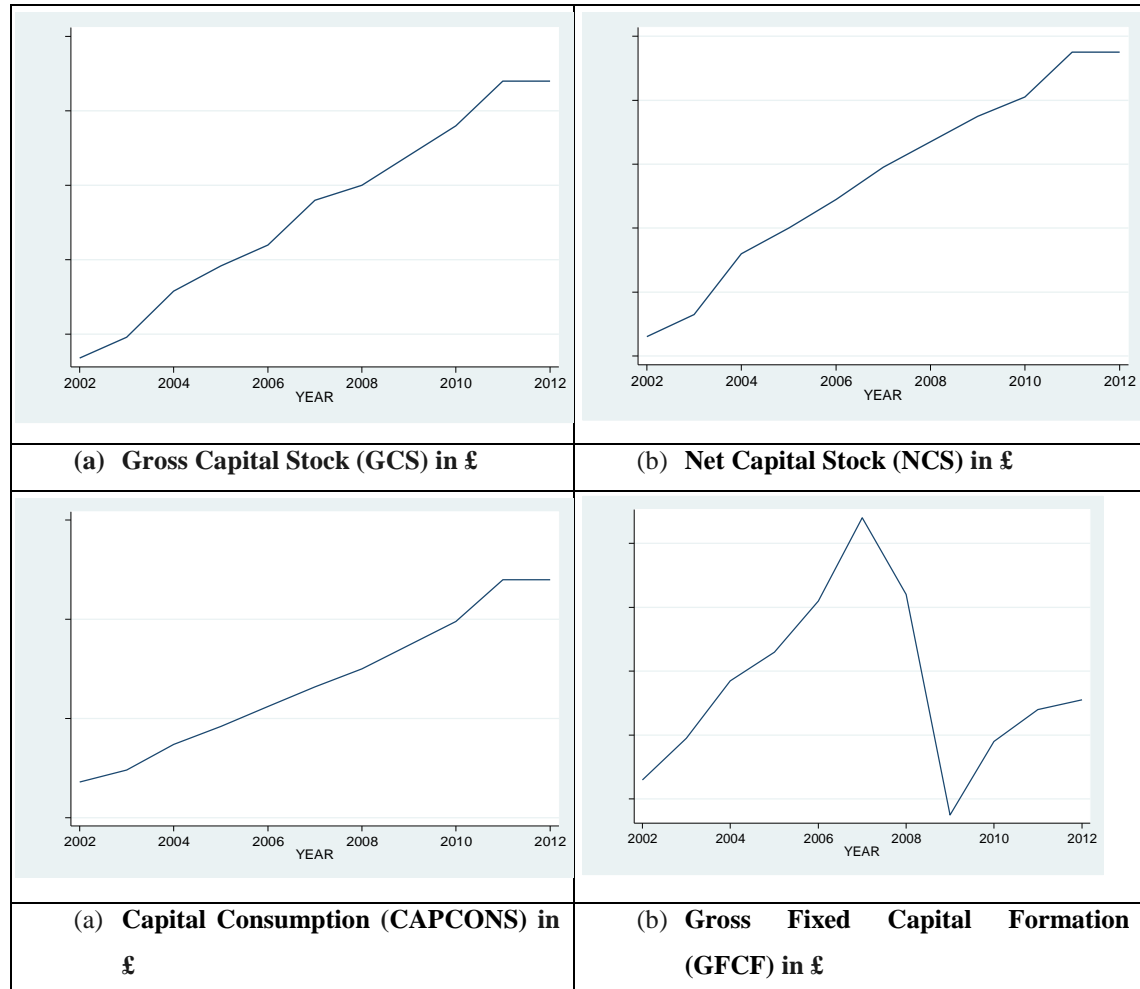 2002 2004 2006 2008 2010 2012
YEAR
2002 2004 2006 2008 2010 2012
YEAR
(a) Gross Capital Stock (GCS) in £
(b) Net Capital Stock (NCS) in £
2002 2004 2006 2008 2010 2012
YEAR
2002 2004 2006 2008 2010 2012
YEAR
(a) Capital Consumption (CAPCONS) in
£
(b) Gross Fixed Capital Formation
(GFCF) in £